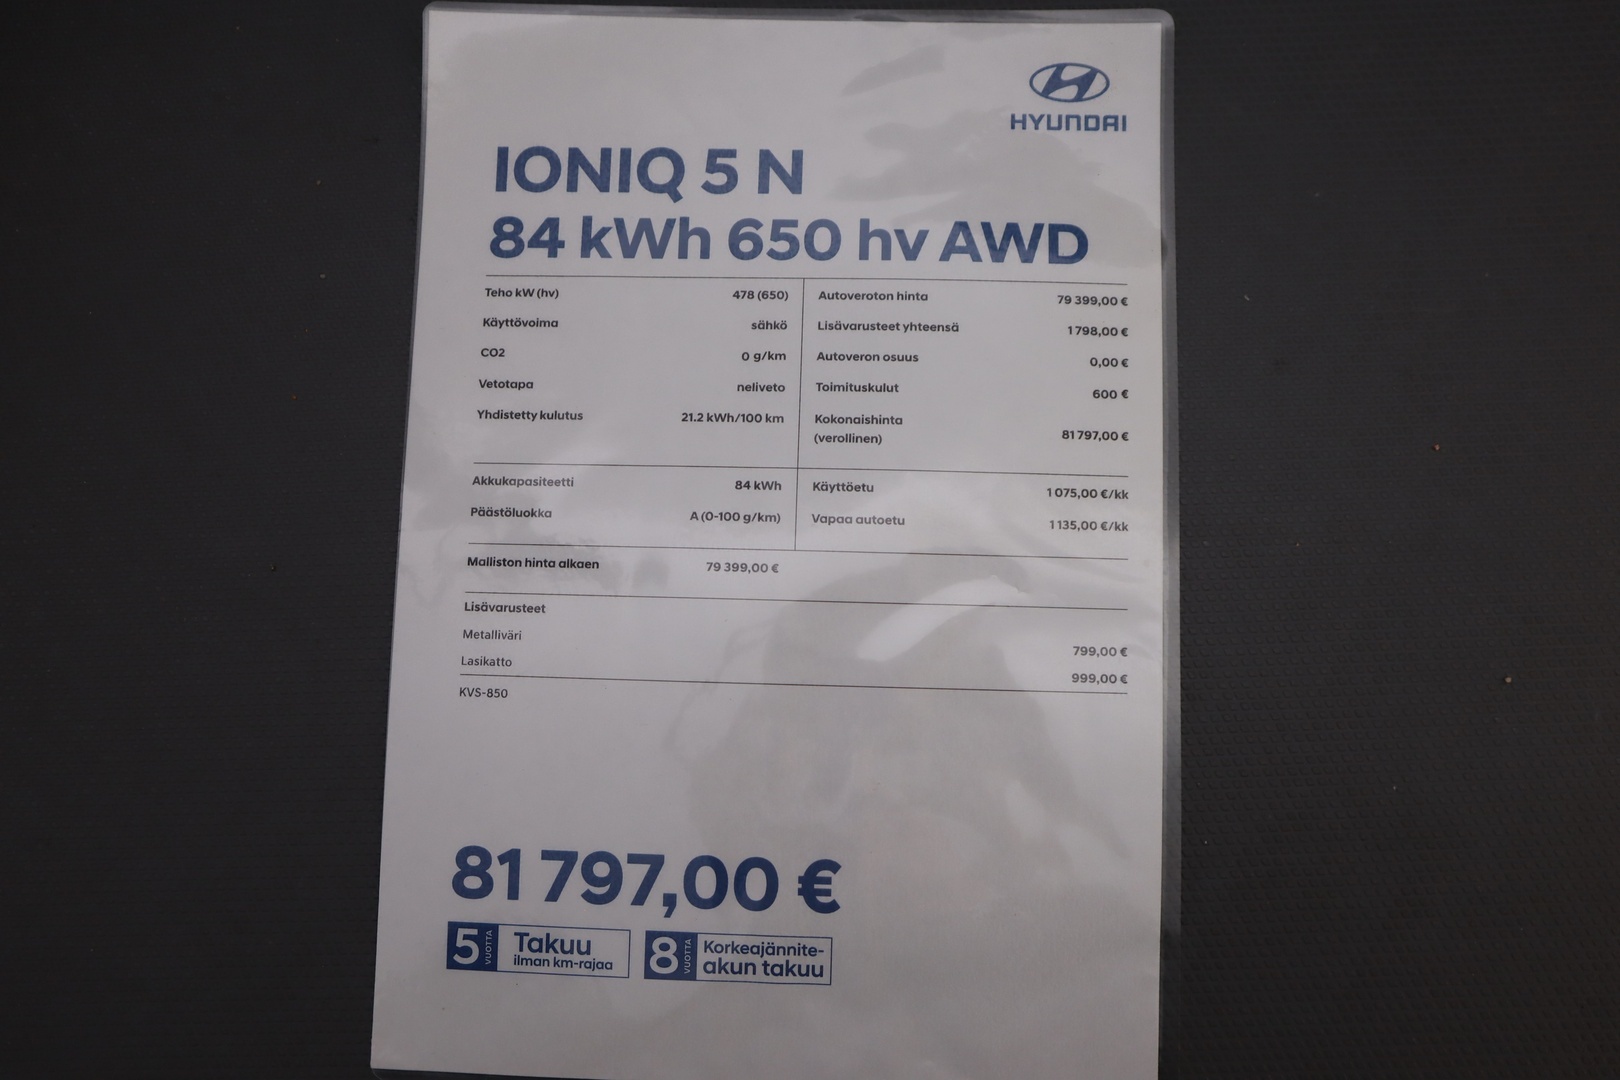 HYUNDAI
IONIQ 5 N
84 kWh 650 hv AWD
Teho kW (hv) 478 (650)
Käyttövoima sähkö
CO2 0 g/km
Vetotapa neliveto
Yhdistetty kulutus 21.2 kWh/100 km
Autoveroton hinta 79 399,00 €
Lisävarusteet yhteensä 1 798,00 €
Autoveron osuus 0,00 €
Toimituskulut 600 €
Kokonaishinta
(verollinen) 81 797,00 €
Akkukapasiteetti 84 kWh
Päästöluokka A (0-100 g/km)
Käyttöetu 1 075,00 €/kk
Vapaa autoetu 1 135,00 €/kk
Malliston hinta alkaen 79 399,00 €
Lisävarusteet
Metalliväri 799,00 €
Lasikatto 999,00 €
KVS-850
81 797,00 €
5 VUOTTA Takuu
ilman km-rajaa
8 VUOTTA Korkeajännite-
akun takuu